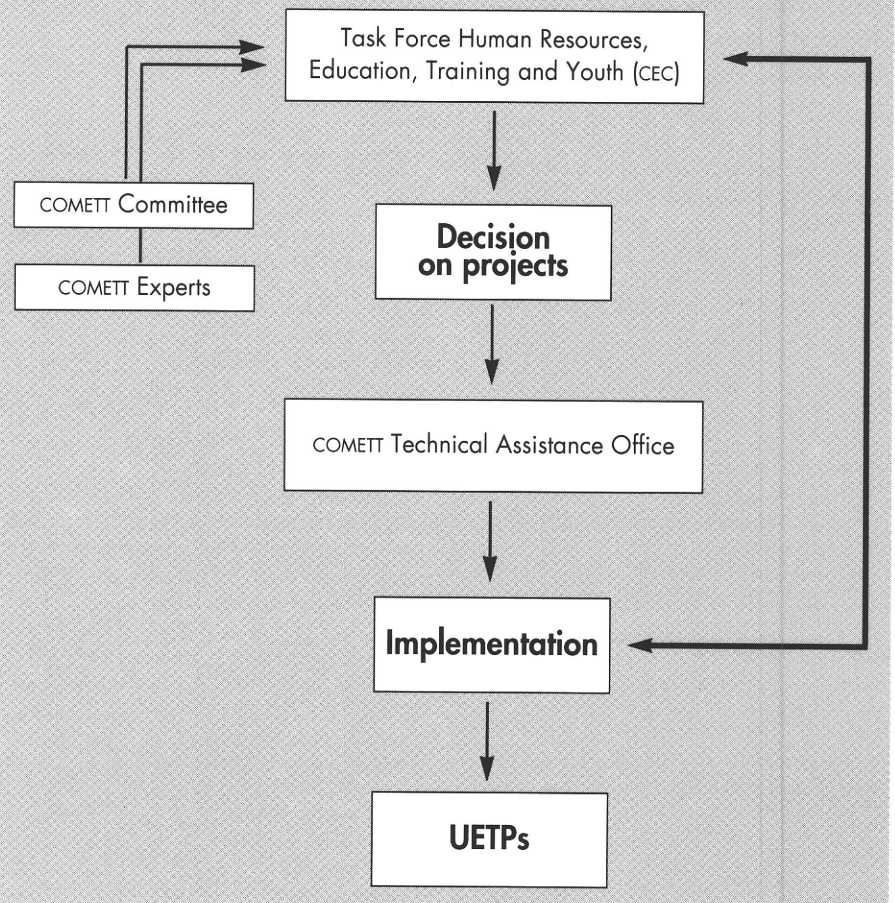 Task Force Human Resources,
Education, Training and Youth (CEC)
COMETT Committee
COMETT Experts
Decision
on projects
COMETT Technical Assistance Office
Implementation
UETPs